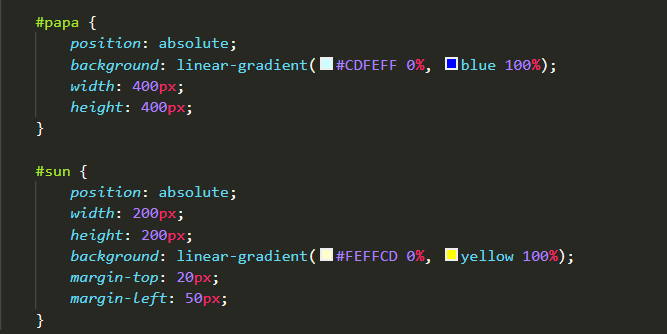 #papa {
position: absolute;
background: linear-gradient(#CDFEFF 0%, blue 100%);
width: 400px;
height: 400px;
}
#sun {
position: absolute;
width: 200px;
height: 200px;
background: linear-gradient(#FEFFCD 0%, yellow 100%);
margin-top: 20px;
margin-left: 50px;
}